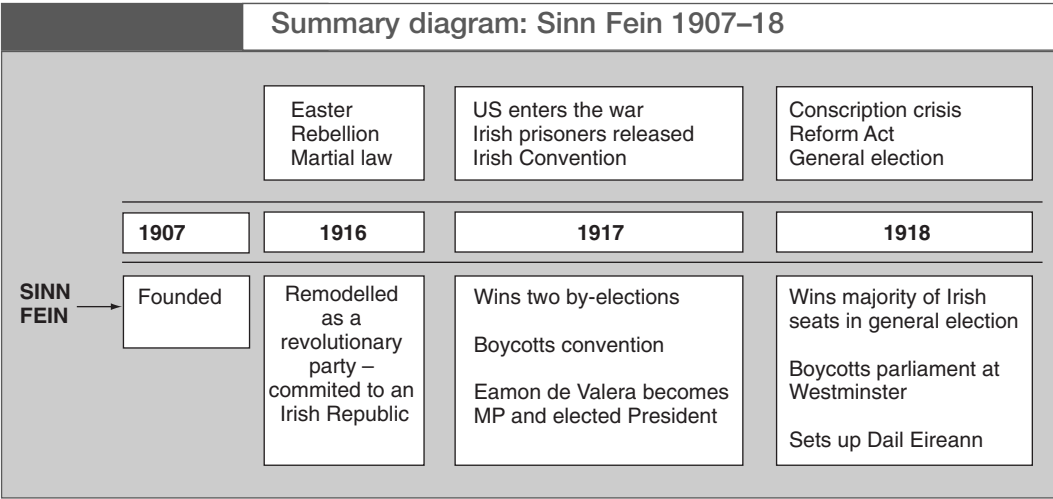 Summary diagram: Sinn Fein 1907–18
Easter
Rebellion
Martial law
US enters the war
Irish prisoners released
Irish Convention
Conscription crisis
Reform Act
General election
1907
1916
1917
1918
SINN
FEIN
Founded
Remodelled
as a
revolutionary
party –
commited to an
Irish Republic
Wins two by-elections
Boycotts convention
Eamon de Valera becomes
MP and elected President
Wins majority of Irish
seats in general election
Boycotts parliament at
Westminster
Sets up Dail Eireann